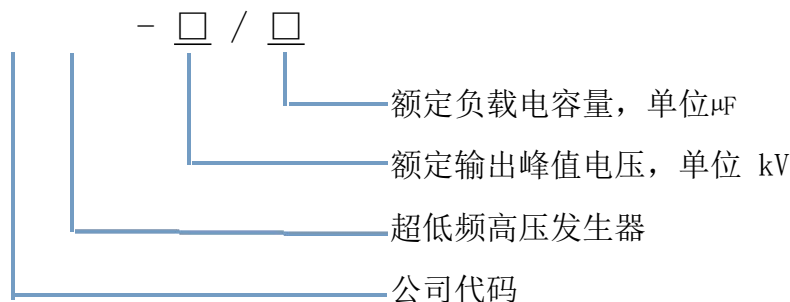 - □ / □
额定负载电容量，单位μF
额定输出峰值电压，单位 kV
超低频高压发生器
公司代码